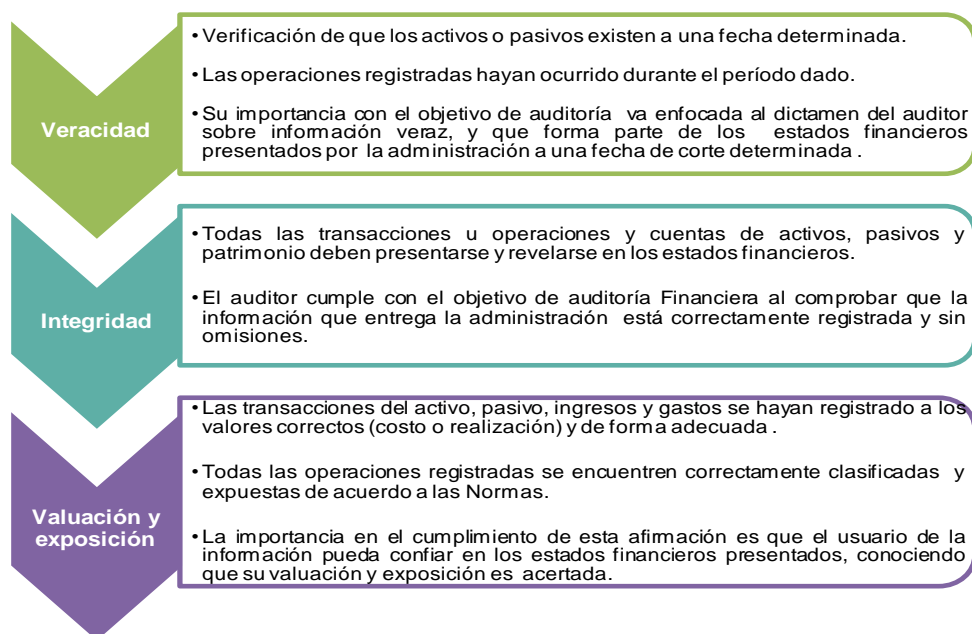 Veracidad
• Verificación de que los activos o pasivos existen a una fecha determinada.
• Las operaciones registradas hayan ocurrido durante el período dado.
• Su importancia con el objetivo de auditoría va enfocada al dictamen del auditor
sobre información veraz, y que forma parte de los estados financieros
presentados por la administración a una fecha de corte determinada .
Integridad
• Todas las transacciones u operaciones y cuentas de activos, pasivos y
patrimonio deben presentarse y revelarse en los estados financieros.
• El auditor cumple con el objetivo de auditoría Financiera al comprobar que la
información que entrega la administración está correctamente registrada y sin
omisiones.
Valuación y
exposición
• Las transacciones del activo, pasivo, ingresos y gastos se hayan registrado a los
valores correctos (costo o realización) y de forma adecuada .
• Todas las operaciones registradas se encuentren correctamente clasificadas y
expuestas de acuerdo a las Normas.
• La importancia en el cumplimiento de esta afirmación es que el usuario de la
información pueda confiar en los estados financieros presentados, conociendo
que su valuación y exposición es acertada.